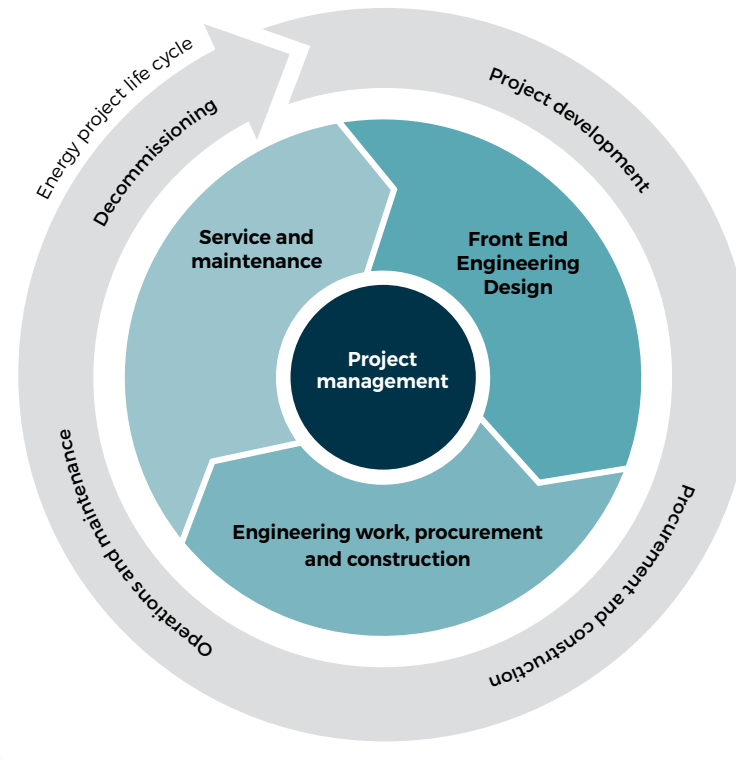 Energy project life cycle
Decommissioning
Project development
Service and
maintenance
Front End
Engineering
Design
Project
management
Operations and maintenance
Procurement and construction
Engineering work, procurement
and construction